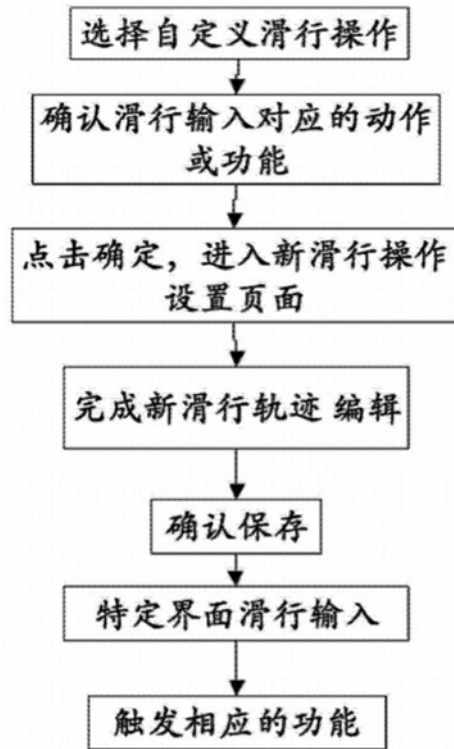 选择自定义滑行操作
确认滑行输入对应的动作
或功能
点击确定，进入新滑行操作
设置页面
完成新滑行轨迹 编辑
确认保存
特定界面滑行输入
触发相应的功能